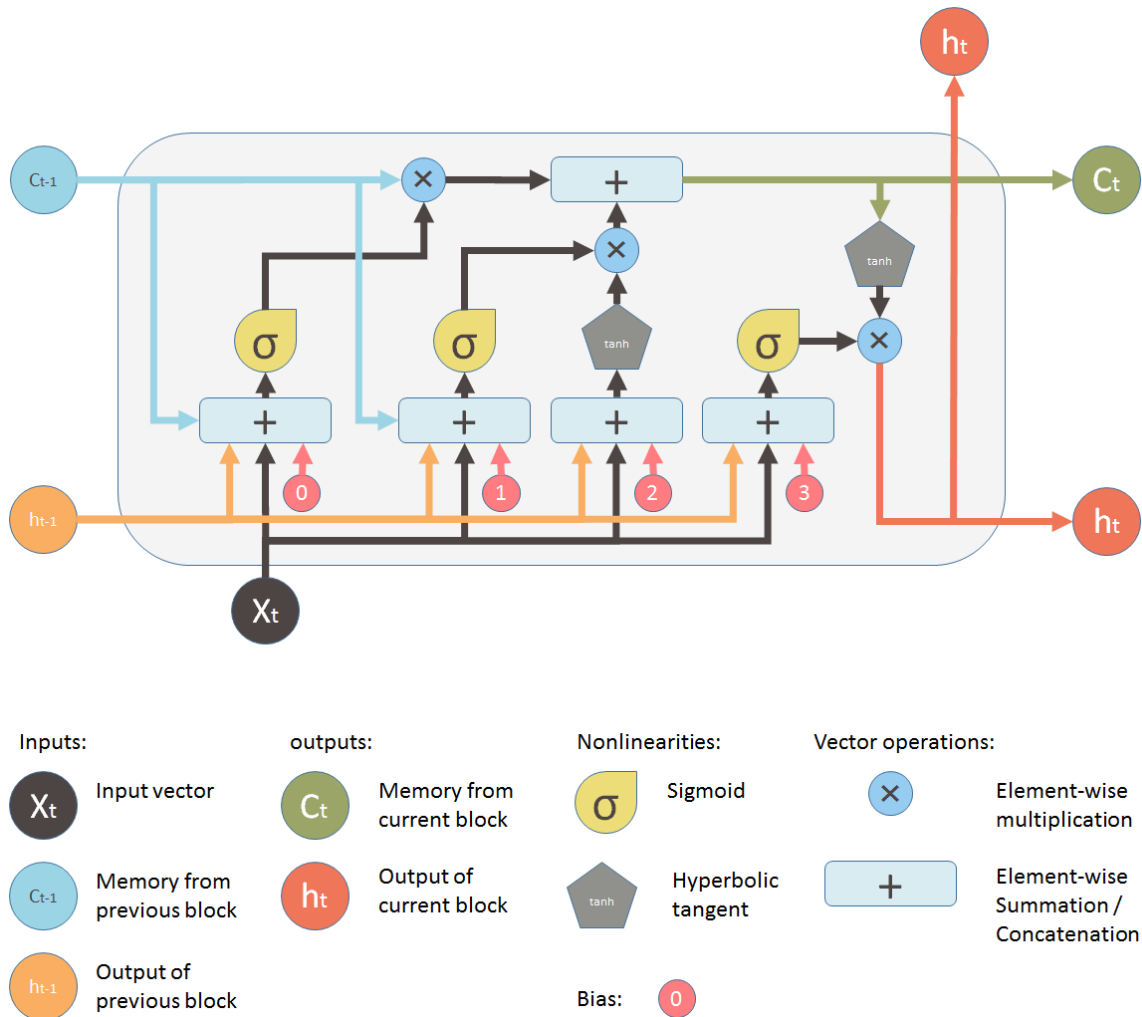 ht
Ct-1
×
+
Ct
×
tanh
σ
σ
tanh
σ
×
+
+
+
+
0
1
2
3
ht-1
ht
Xt
Inputs:
outputs:
Nonlinearities:
Vector operations:
Xt
Input vector
Ct
Memory from
current block
σ
Sigmoid
×
Element-wise
multiplication
Ct-1
Memory from
previous block
ht
Output of
current block
tanh
Hyperbolic
tangent
+
Element-wise
Summation /
Concatenation
ht-1
Output of
previous block
Bias:
0